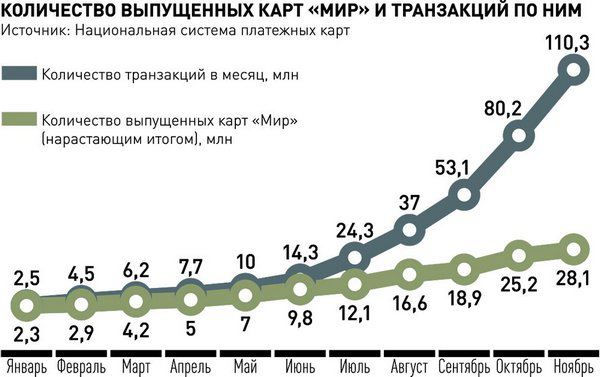 КОЛИЧЕСТВО ВЫПУЩЕННЫХ КАРТ «МИР» И ТРАНЗАКЦИЙ ПО НИМ
Источник: Национальная система платежных карт
Количество транзакций в месяц, млн
Количество выпущенных карт «Мир»
(нарастающим итогом), млн
2,5 4,5 6,2 7,7 10 14,3 24,3 37 53,1 80,2 110,3
2,3 2,9 4,2 5 7 9,8 12,1 16,6 18,9 25,2 28,1
Январь Февраль Март Апрель Май Июнь Июль Август Сентябрь Октябрь Ноябрь